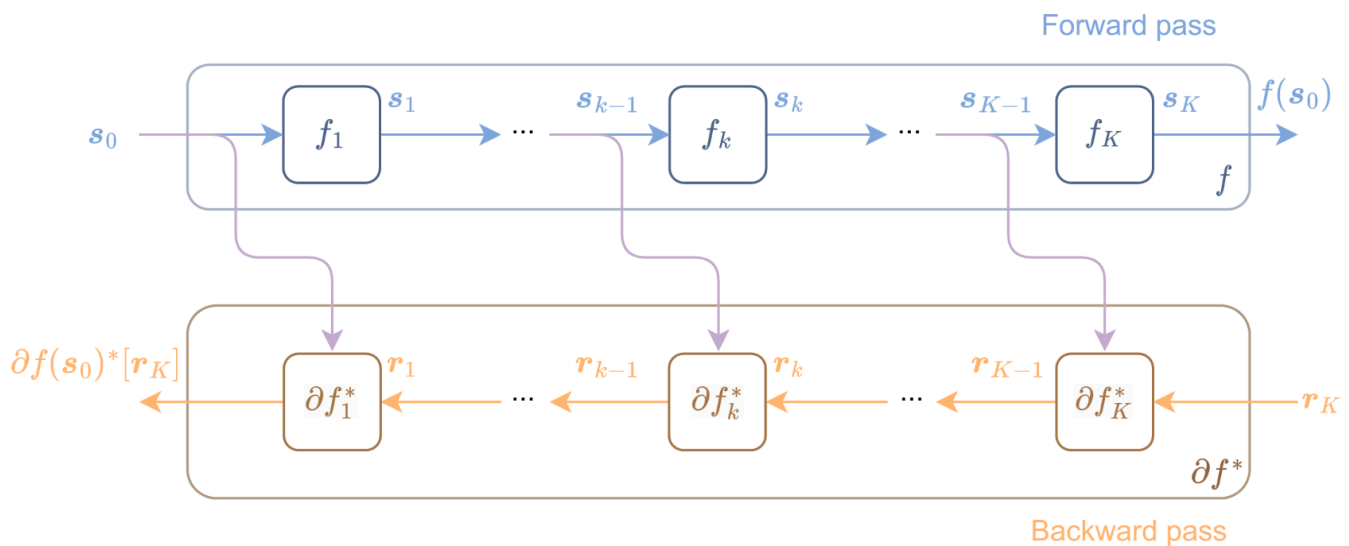 Forward pass
s_1 s_{k-1} s_k s_{K-1} s_K f(s_0)
s_0 f_1 ... f_k ... f_K
f
∂f(s_0)*[r_K] r_1 r_{k-1} r_k r_{K-1}
∂f_1^* ... ∂f_k^* ... ∂f_K^* r_K
∂f*
Backward pass